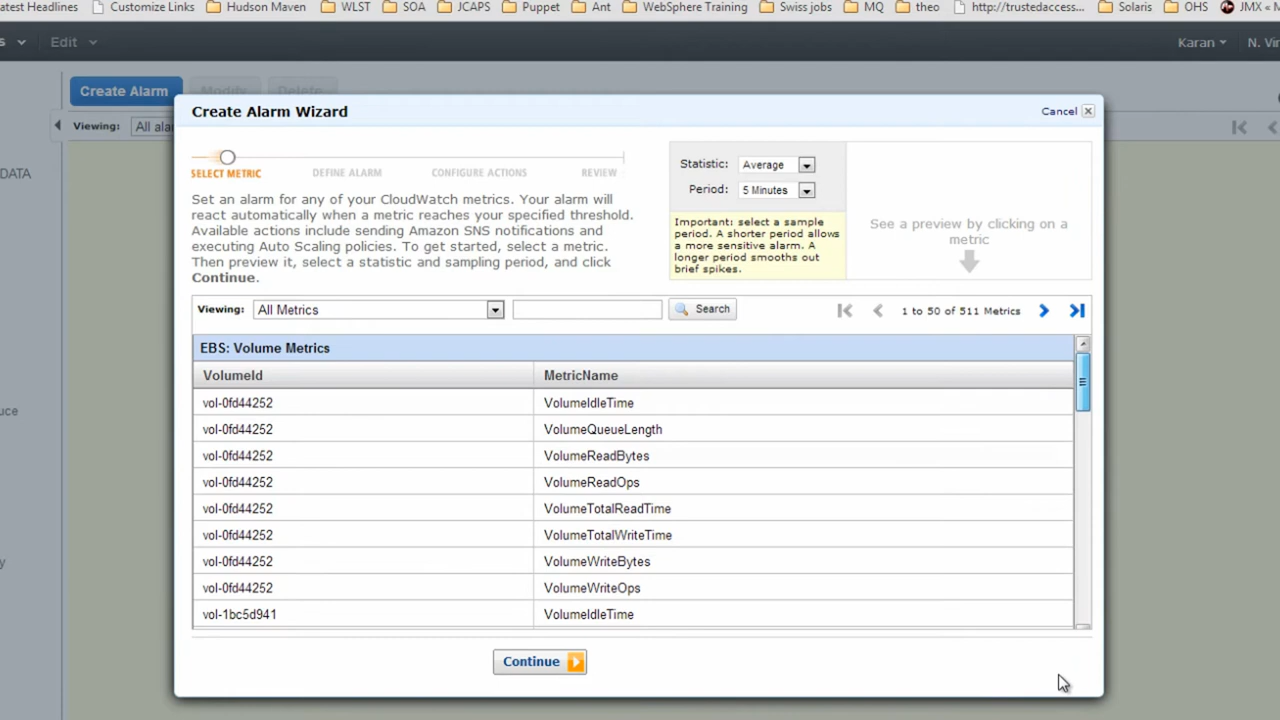 atest Headlines Customize Links Hudson Maven WLST SOA JCAPS Puppet Ant WebSphere Training Swiss jobs MQ theo http://trustedaccess... Solaris OHS JMX « M
s Edit Karan N. Vir
Create Alarm Modify Delete
Viewing: All alar
DATA
uce
y
Create Alarm Wizard Cancel
SELECT METRIC DEFINE ALARM CONFIGURE ACTIONS REVIEW
Set an alarm for any of your CloudWatch metrics. Your alarm will
react automatically when a metric reaches your specified threshold.
Available actions include sending Amazon SNS notifications and
executing Auto Scaling policies. To get started, select a metric.
Then preview it, select a statistic and sampling period, and click
Continue.
Statistic: Average
Period: 5 Minutes
Important: select a sample
period. A shorter period allows
a more sensitive alarm. A
longer period smooths out
brief spikes.
See a preview by clicking on a
metric
Viewing: All Metrics Search 1 to 50 of 511 Metrics
EBS: Volume Metrics
VolumeId MetricName
vol-0fd44252 VolumeIdleTime
vol-0fd44252 VolumeQueueLength
vol-0fd44252 VolumeReadBytes
vol-0fd44252 VolumeReadOps
vol-0fd44252 VolumeTotalReadTime
vol-0fd44252 VolumeTotalWriteTime
vol-0fd44252 VolumeWriteBytes
vol-0fd44252 VolumeWriteOps
vol-1bc5d941 VolumeIdleTime
Continue